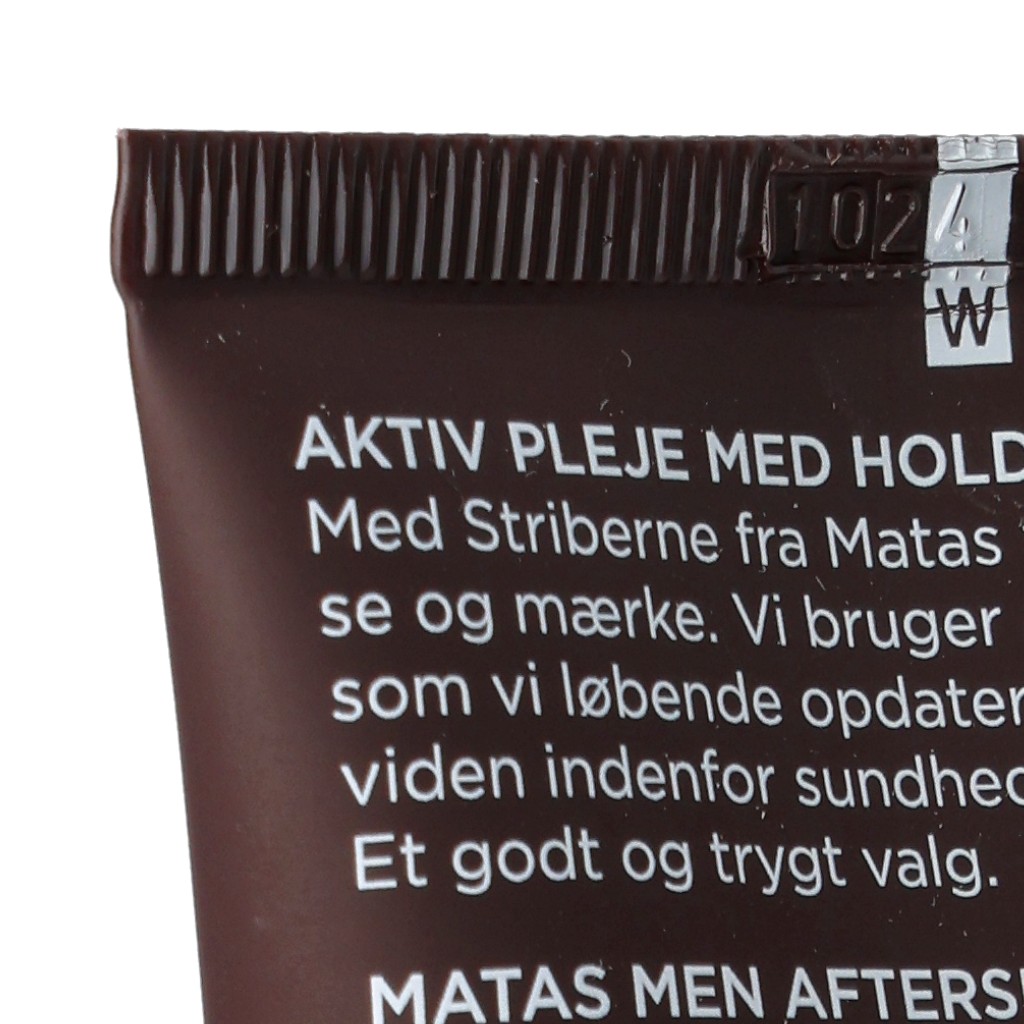 1024
W
AKTIV PLEJE MED HOLD
Med Striberne fra Matas
se og mærke. Vi bruger
som vi løbende opdater
viden indenfor sundhed
Et godt og trygt valg.
MATAS MEN AFTERS